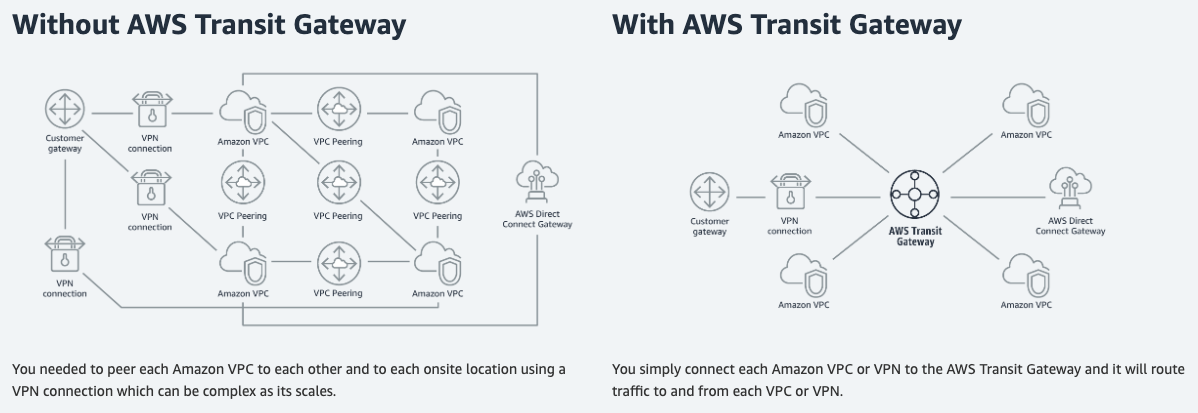 Without AWS Transit Gateway
Customer
gateway
VPN
connection
Amazon VPC
VPC Peering
Amazon VPC
VPN
connection
VPC Peering
VPC Peering
VPC Peering
AWS Direct
Connect Gateway
VPN
connection
Amazon VPC
VPC Peering
Amazon VPC
You needed to peer each Amazon VPC to each other and to each onsite location using a
VPN connection which can be complex as its scales.
With AWS Transit Gateway
Amazon VPC
Amazon VPC
Customer
gateway
VPN
connection
AWS Transit
Gateway
AWS Direct
Connect Gateway
Amazon VPC
Amazon VPC
You simply connect each Amazon VPC or VPN to the AWS Transit Gateway and it will route
traffic to and from each VPC or VPN.